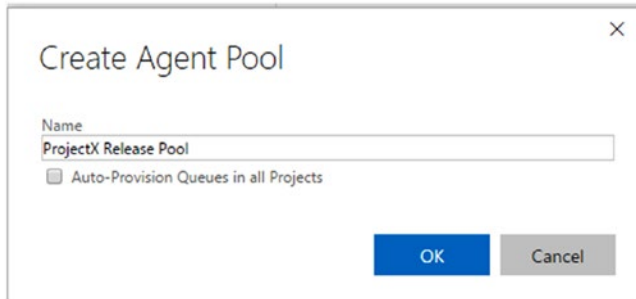 Create Agent Pool
Name
ProjectX Release Pool
Auto-Provision Queues in all Projects
OK Cancel